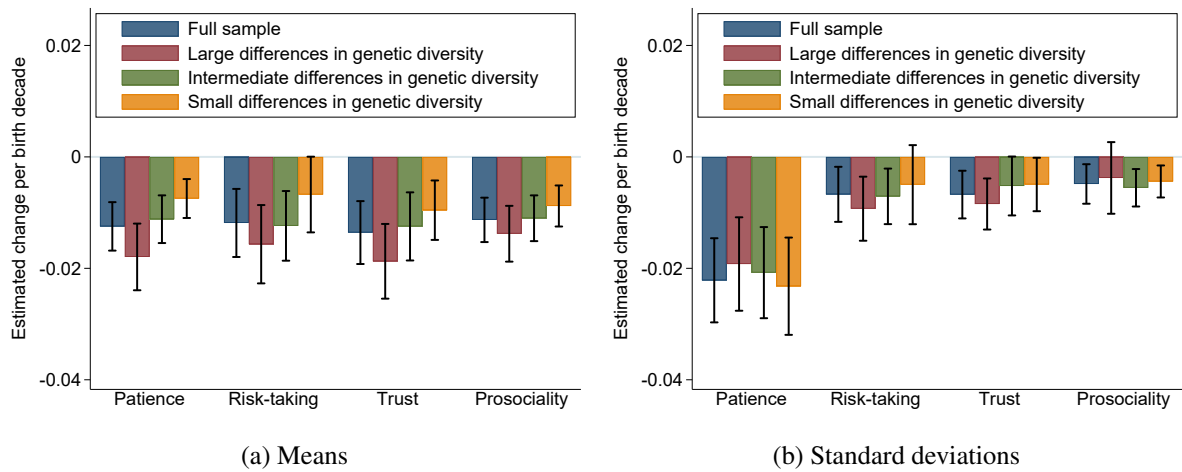 Full sample
Large differences in genetic diversity
Intermediate differences in genetic diversity
Small differences in genetic diversity
Estimated change per birth decade
0.02
0
-0.02
-0.04
Patience Risk-taking Trust Prosociality
(a) Means
Full sample
Large differences in genetic diversity
Intermediate differences in genetic diversity
Small differences in genetic diversity
Estimated change per birth decade
0.02
0
-0.02
-0.04
Patience Risk-taking Trust Prosociality
(b) Standard deviations